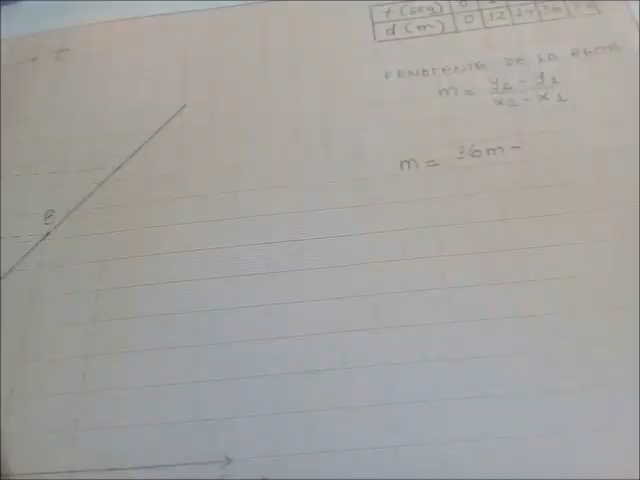 t (seg) 0
d (m) 0 12 24
PENDIENTE DE LA RECTA
m = y2 - y1
x2 - x1
m = 36m -
B